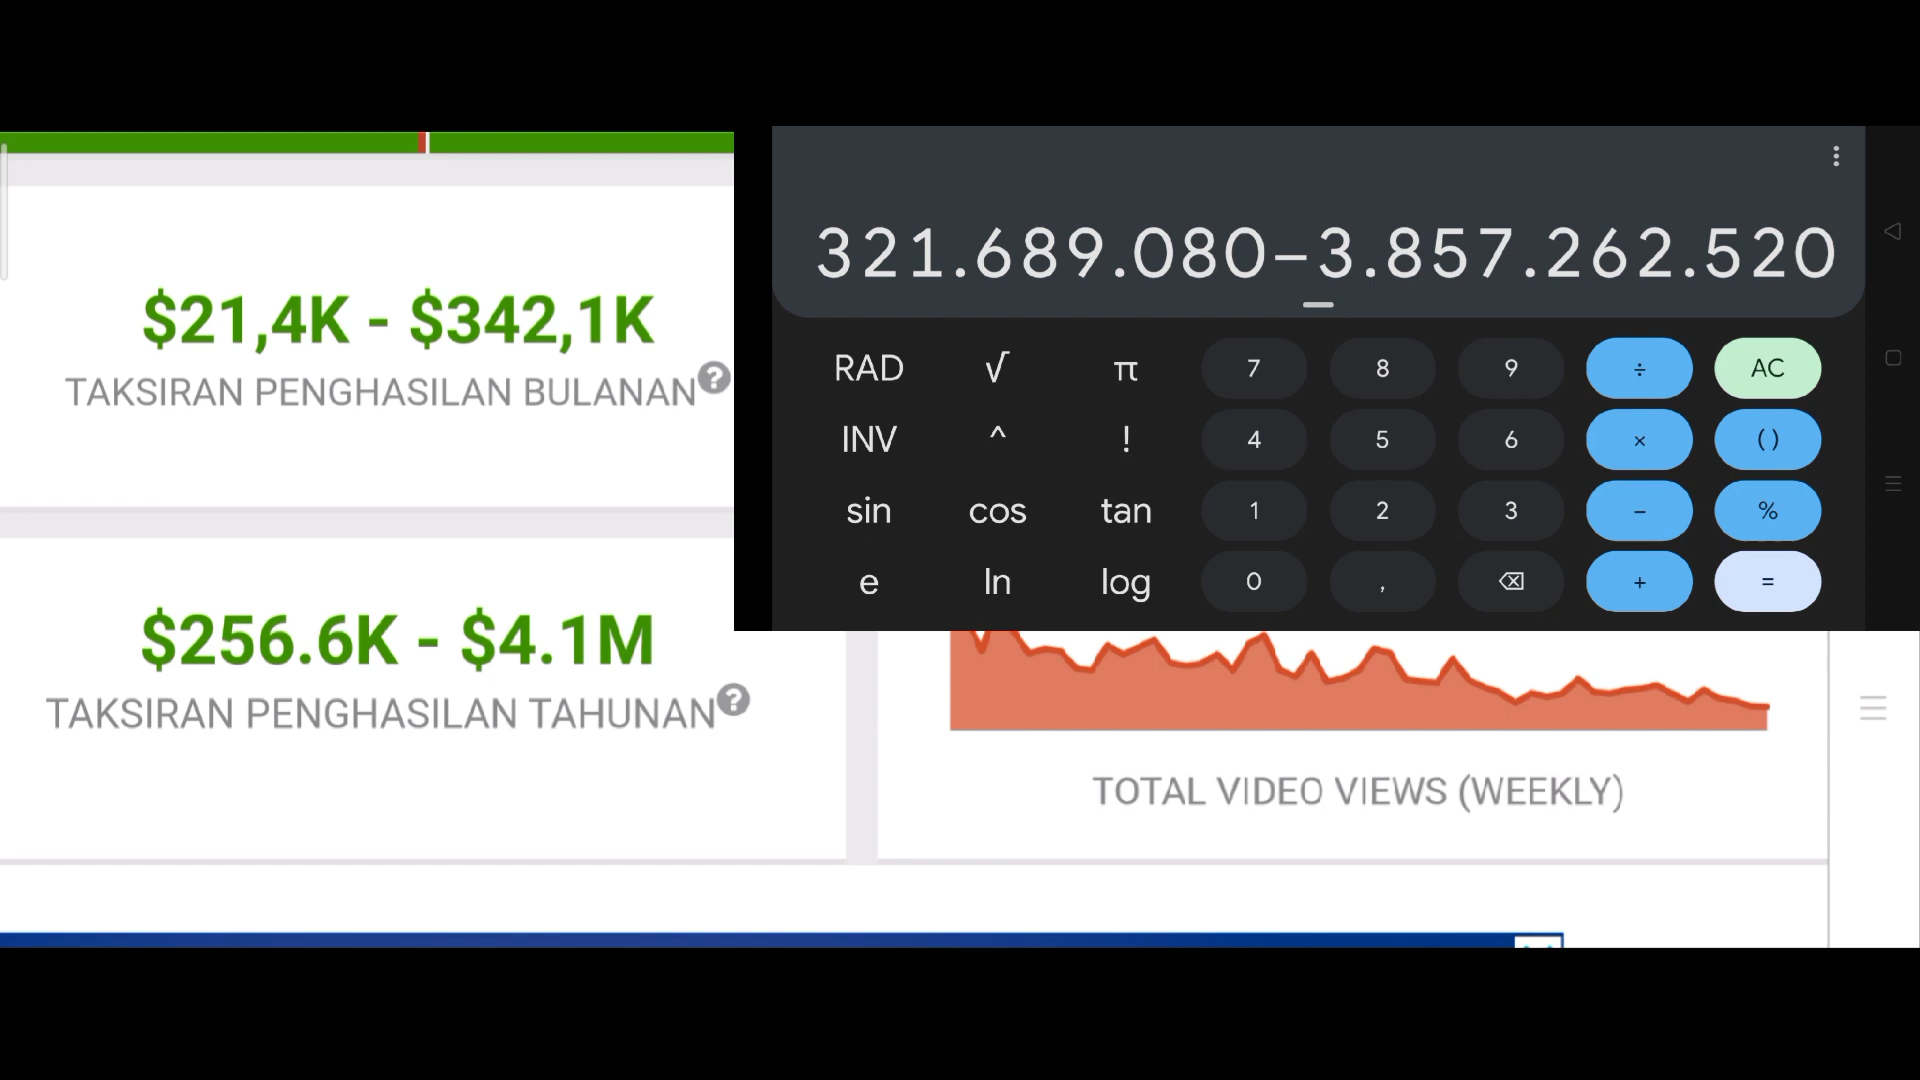 $21,4K - $342,1K
TAKSIRAN PENGHASILAN BULANAN ?
$256.6K - $4.1M
TAKSIRAN PENGHASILAN TAHUNAN ?
321.689.080–3.857.262.520
RAD √ π 7 8 9 ÷ AC
INV ^ ! 4 5 6 × ( )
sin cos tan 1 2 3 − %
e ln log 0 , + =
TOTAL VIDEO VIEWS (WEEKLY)